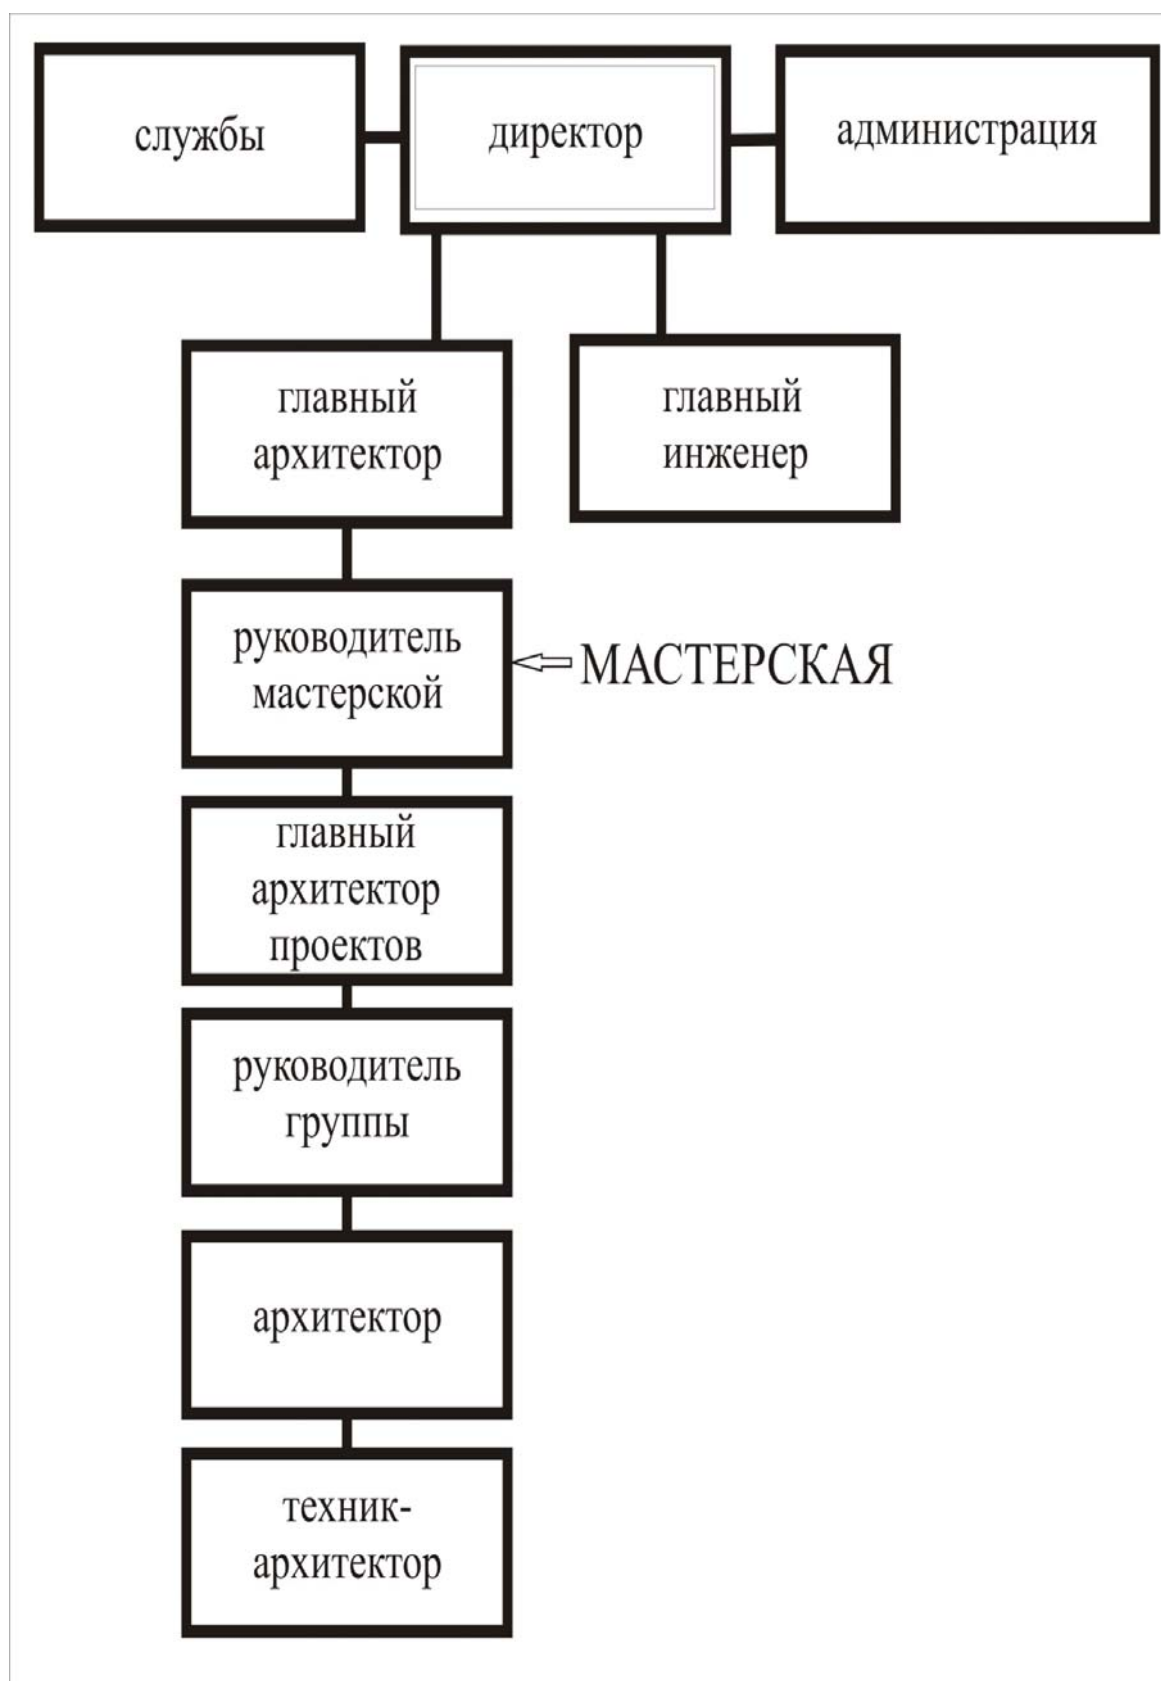 службы
директор
администрация
главный
архитектор
главный
инженер
руководитель
мастерской
МАСТЕРСКАЯ
главный
архитектор
проектов
руководитель
группы
архитектор
техник-
архитектор